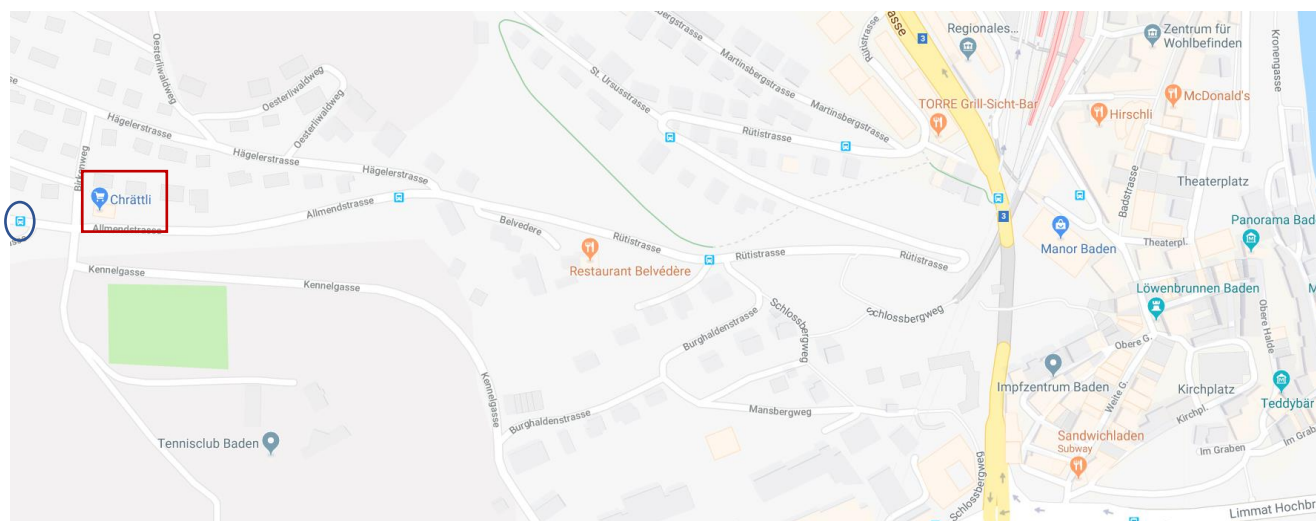 Oesterliwaldweg
Hägelerstrasse
Birkenweg
Chrättli
Allmendstrasse
Oesterliwaldweg
Oesterliwaldweg
Hägelerstrasse
Hägelerstrasse
Allmendstrasse
Belvedere
Rütistrasse
Restaurant Belvédère
Kennelgasse
Kennelgasse
Kennelgasse
Tennisclub Baden
St. Ursusstrasse
Martinsbergstrasse
Martinsbergstrasse
Rütistrasse
Rütistrasse
Rütistrasse
Rütistrasse
Burghaldenstrasse
Burghaldenstrasse
Schlossbergweg
Schlossbergweg
Mansbergweg
Schlossbergweg
3
3
Regionales...
TORRE Grill-Sicht-Bar
Zentrum für
Wohlbefinden
McDonald's
Hirschli
Kronengasse
Theaterplatz
Badstrasse
Manor Baden
Theaterpl.
Panorama Bad
Löwenbrunnen Baden
Obere G.
Obere Halde
Impfzentrum Baden
Weite G.
Kirchplatz
Kirchpl.
Teddybär
Sandwichladen
Subway
Im Graben
Im Grab
Limmat Hochbr